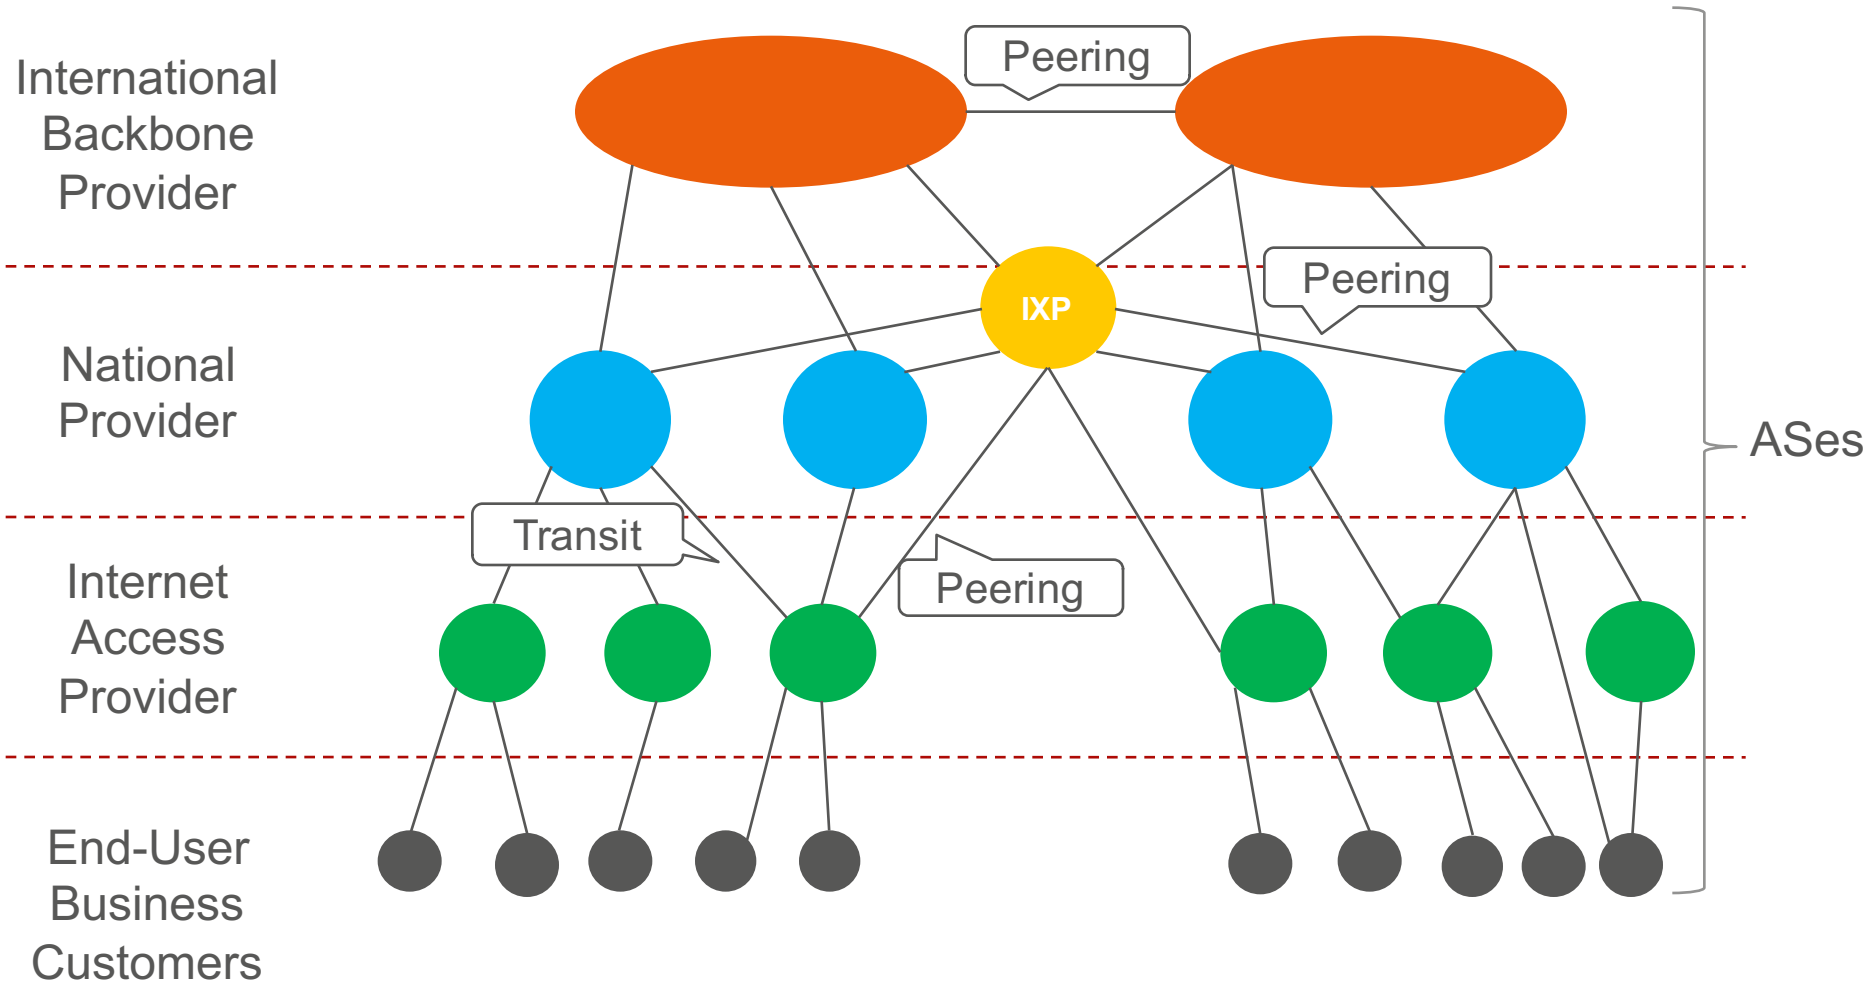 Peering
International
Backbone
Provider
Peering
IXP
National
Provider
ASes
Transit
Peering
Internet
Access
Provider
End-User
Business
Customers